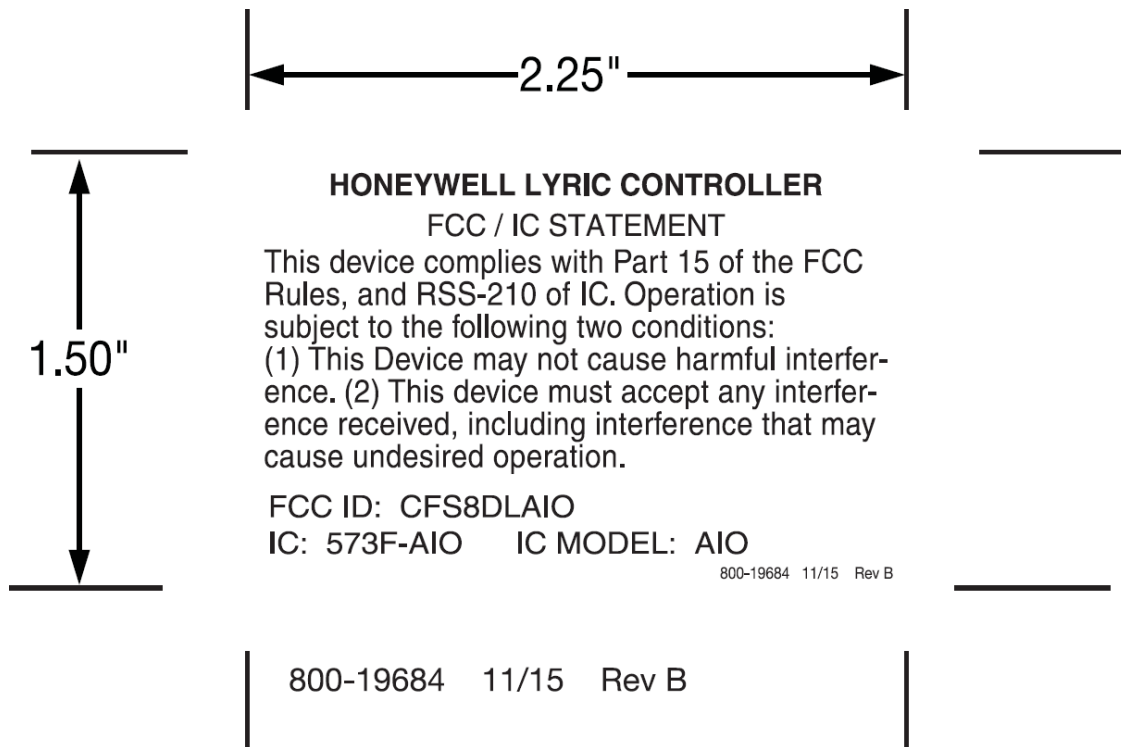 2.25"
HONEYWELL LYRIC CONTROLLER
FCC / IC STATEMENT
This device complies with Part 15 of the FCC
Rules, and RSS-210 of IC. Operation is
subject to the following two conditions:
(1) This Device may not cause harmful interfer-
ence. (2) This device must accept any interfer-
ence received, including interference that may
cause undesired operation.
1.50"
FCC ID: CFS8DLAIO
IC: 573F-AIO IC MODEL: AIO
800-19684 11/15 Rev B
800-19684 11/15 Rev B